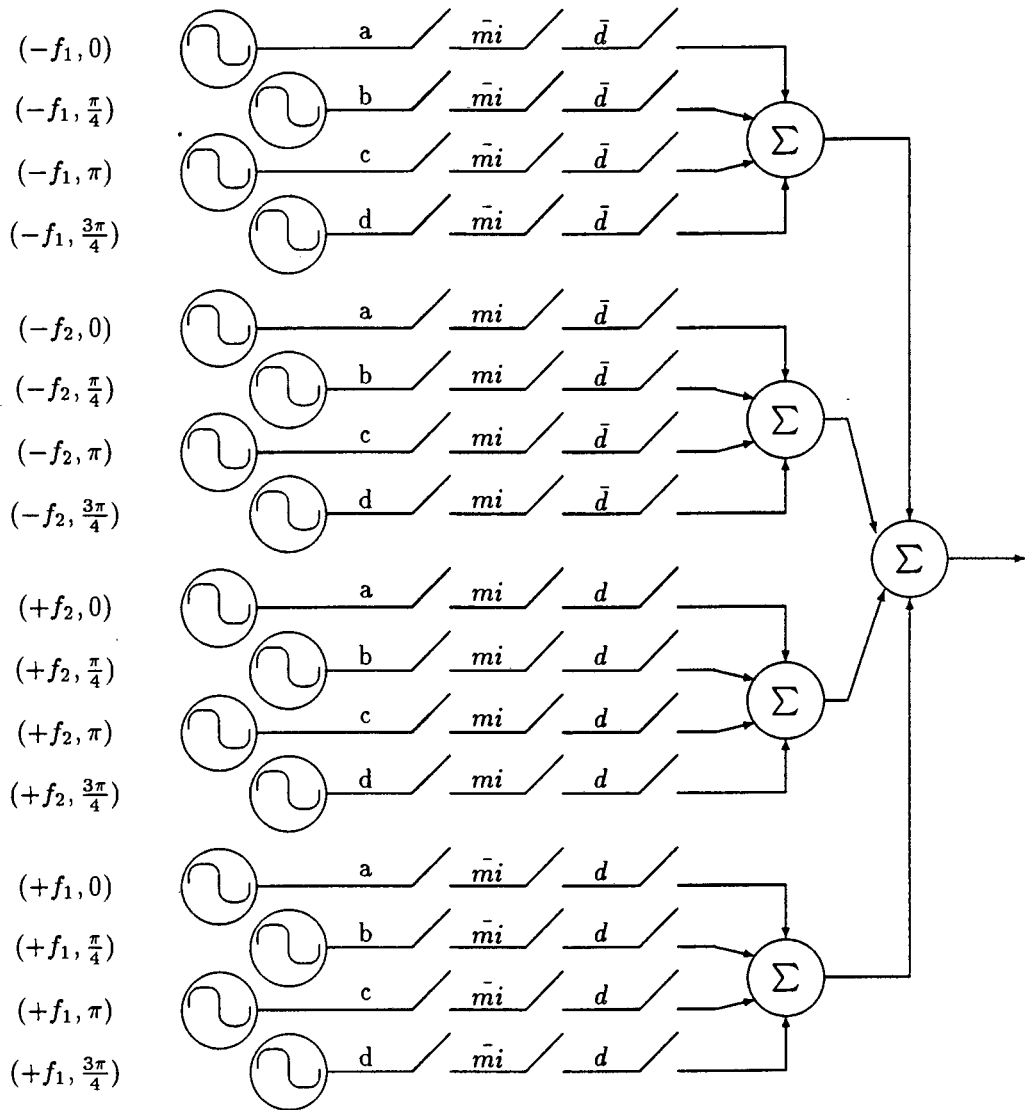 (−f₁, 0) a m̄i d̄
(−f₁, π/4) b m̄i d̄
Σ
(−f₁, π) c m̄i d̄
(−f₁, 3π/4) d m̄i d̄
(−f₂, 0) a mi d̄
(−f₂, π/4) b mi d̄
Σ
(−f₂, π) c mi d̄
(−f₂, 3π/4) d mi d̄
Σ
(+f₂, 0) a mi d
(+f₂, π/4) b mi d
Σ
(+f₂, π) c mi d
(+f₂, 3π/4) d mi d
(+f₁, 0) a m̄i d
(+f₁, π/4) b m̄i d
Σ
(+f₁, π) c m̄i d
(+f₁, 3π/4) d m̄i d